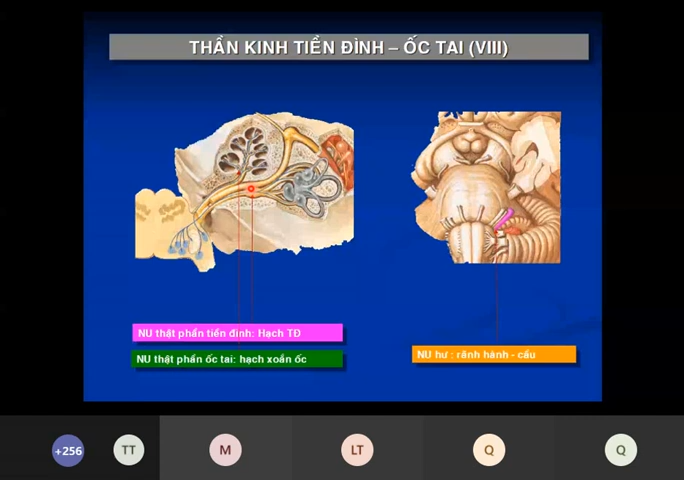 THẦN KINH TIỀN ĐÌNH – ỐC TAI (VIII)
NU thật phần tiền đình: Hạch TĐ
NU thật phần ốc tai: hạch xoắn ốc
NU hư : rãnh hành - cầu
+256
TT
M
LT
Q
Q